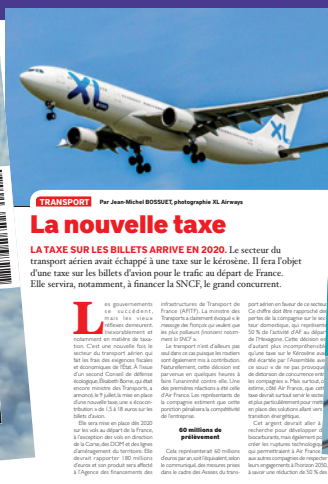 XL
XL
TRANSPORT
Par Jean-Michel BOSSUET, photographie XL Airways
La nouvelle taxe
LA TAXE SUR LES BILLETS ARRIVE EN 2020. Le secteur du
transport aérien avait échappé à une taxe sur le kérosène. Il fera l'objet
d'une taxe sur les billets d'avion pour le trafic au départ de France.
Elle servira, notamment, à financer la SNCF, le grand concurrent.
Les gouvernements
se succèdent,
mais les vieux
réflexes demeurent.
Inexorablement et
notamment en matière de taxa-
tion. C'est une nouvelle fois le
secteur du transport aérien qui
fait les frais des exigences fiscales
et économiques de l'État. À l'issue
d'un second Conseil de défense
écologique, Élisabeth Borne, qui était
encore ministre des Transports, a
annoncé, le 9 juillet, la mise en place
d'une nouvelle taxe, une « écocon-
tribution » de 1,5 à 18 euros sur les
billets d'avion.
Elle sera mise en place dès 2020
sur les vols au départ de la France,
à l'exception des vols en direction
de la Corse, des DOM et des lignes
d'aménagement du territoire. Elle
devrait rapporter 180 millions
d'euros et son produit sera affecté
à l'Agence des financements des
infrastructures de Transport de
France (AFITF). La ministre des
Transports a clairement évoqué « le
message des français qui veulent que
les plus pollueurs financent notam-
ment la SNCF ».
Le transport n'est d'ailleurs pas
seul dans ce cas puisque les routiers
sont également mis à contribution.
Naturellement, cette décision est
parvenue en quelques heures à
faire l'unanimité contre elle. Une
des premières réactions a été celle
d'Air France. Les représentants de
la compagnie estiment que cette
ponction pénalisera la compétitivité
de l'entreprise.
60 millions de
prélèvement
Cela représenterait 60 millions
d'euros par an, soit l'équivalent, selon
le communiqué, des mesures prises
dans le cadre des Assises du trans-
port aérien en faveur de ce secteur
Ce chiffre doit être rapproché des
pertes de la compagnie sur le sec-
teur domestique, qui représente
50 % de l'activité d'AF au départ
de l'Hexagone. Cette décision est
d'autant plus incompréhensible
qu'une taxe sur le Kérosène avait
été écartée par l'Assemblée avec
ce souci « de ne pas provoquer
de distorsion de concurrence entre
les compagnies ». Mais surtout, on
estime, côté Air France, que cette
taxe devrait surtout servir le secteur
et plus particulièrement pour mettre
en place des solutions allant vers
transition énergétique.
Cet argent devrait aller à
recherche pour développer des
biocarburants, mais également pour
créer les ruptures technologiques
qui permettraient à Air France
aux autres compagnies de respecter
leurs engagements à l'horizon 2050,
à savoir une réduction de 50 % des